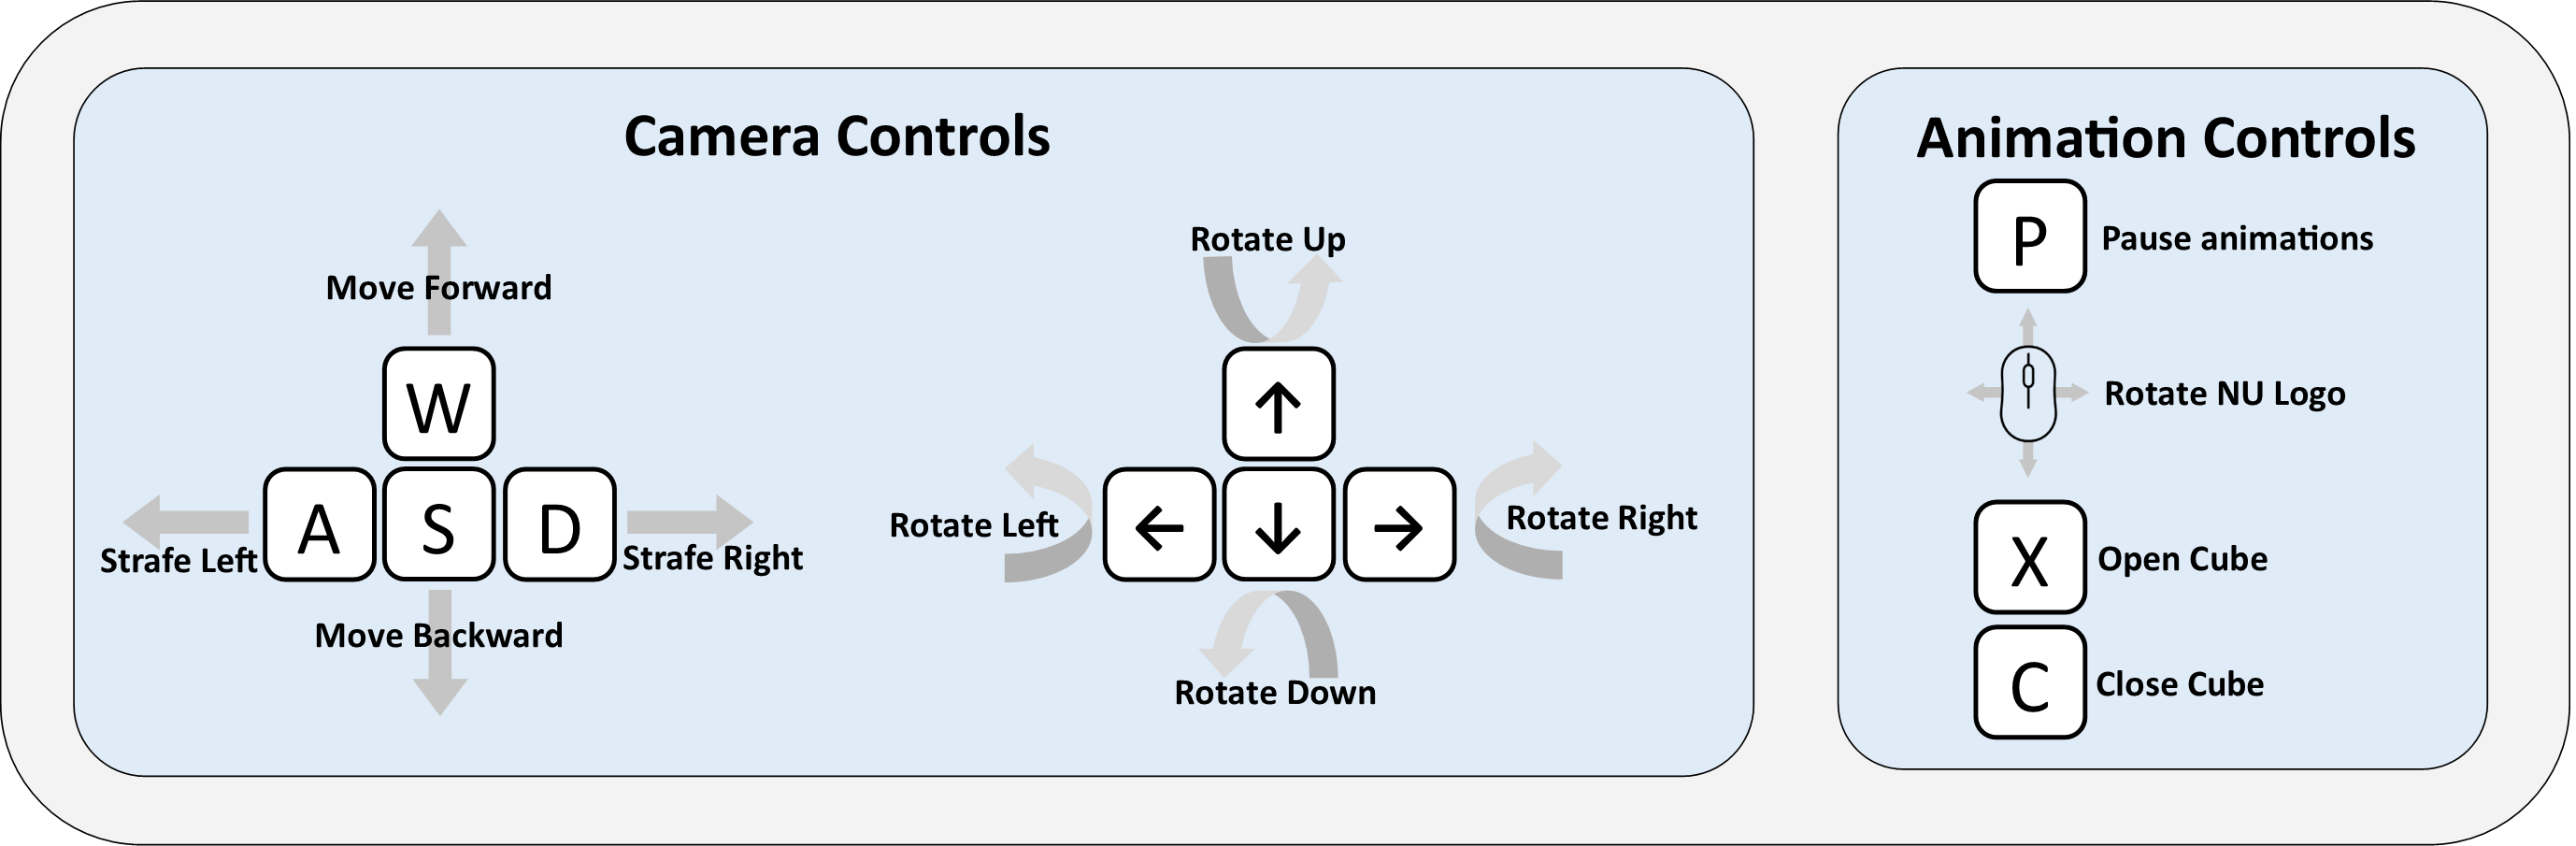 Camera Controls
Move Forward
W
A
S
D
Strafe Left
Strafe Right
Move Backward
Rotate Up
↑
←
↓
→
Rotate Left
Rotate Right
Rotate Down
Animation Controls
P
Pause animations
Rotate NU Logo
X
Open Cube
C
Close Cube